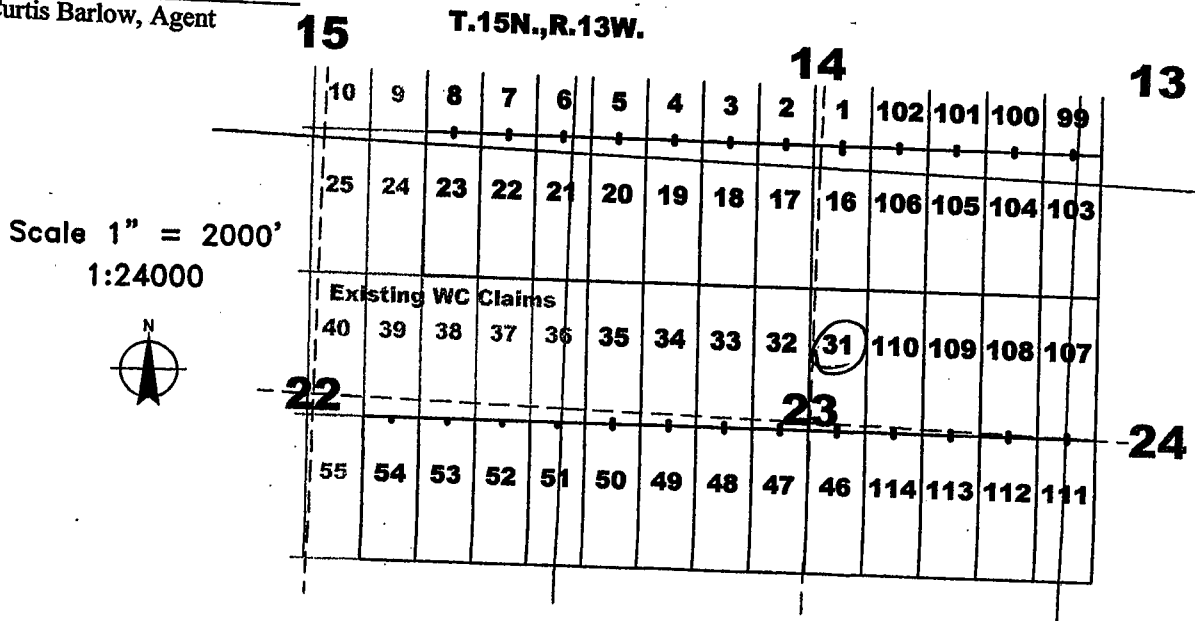 Curtis Barlow, Agent
T.15N.,R.13W.
15
14
13
10 9 8 7 6 5 4 3 2 1 102 101 100 99
25 24 23 22 21 20 19 18 17 16 106 105 104 103
Scale 1" = 2000'
1:24000
Existing WC Claims
N
40 39 38 37 36 35 34 33 32 31 110 109 108 107
22
23
24
55 54 53 52 51 50 49 48 47 46 114 113 112 111